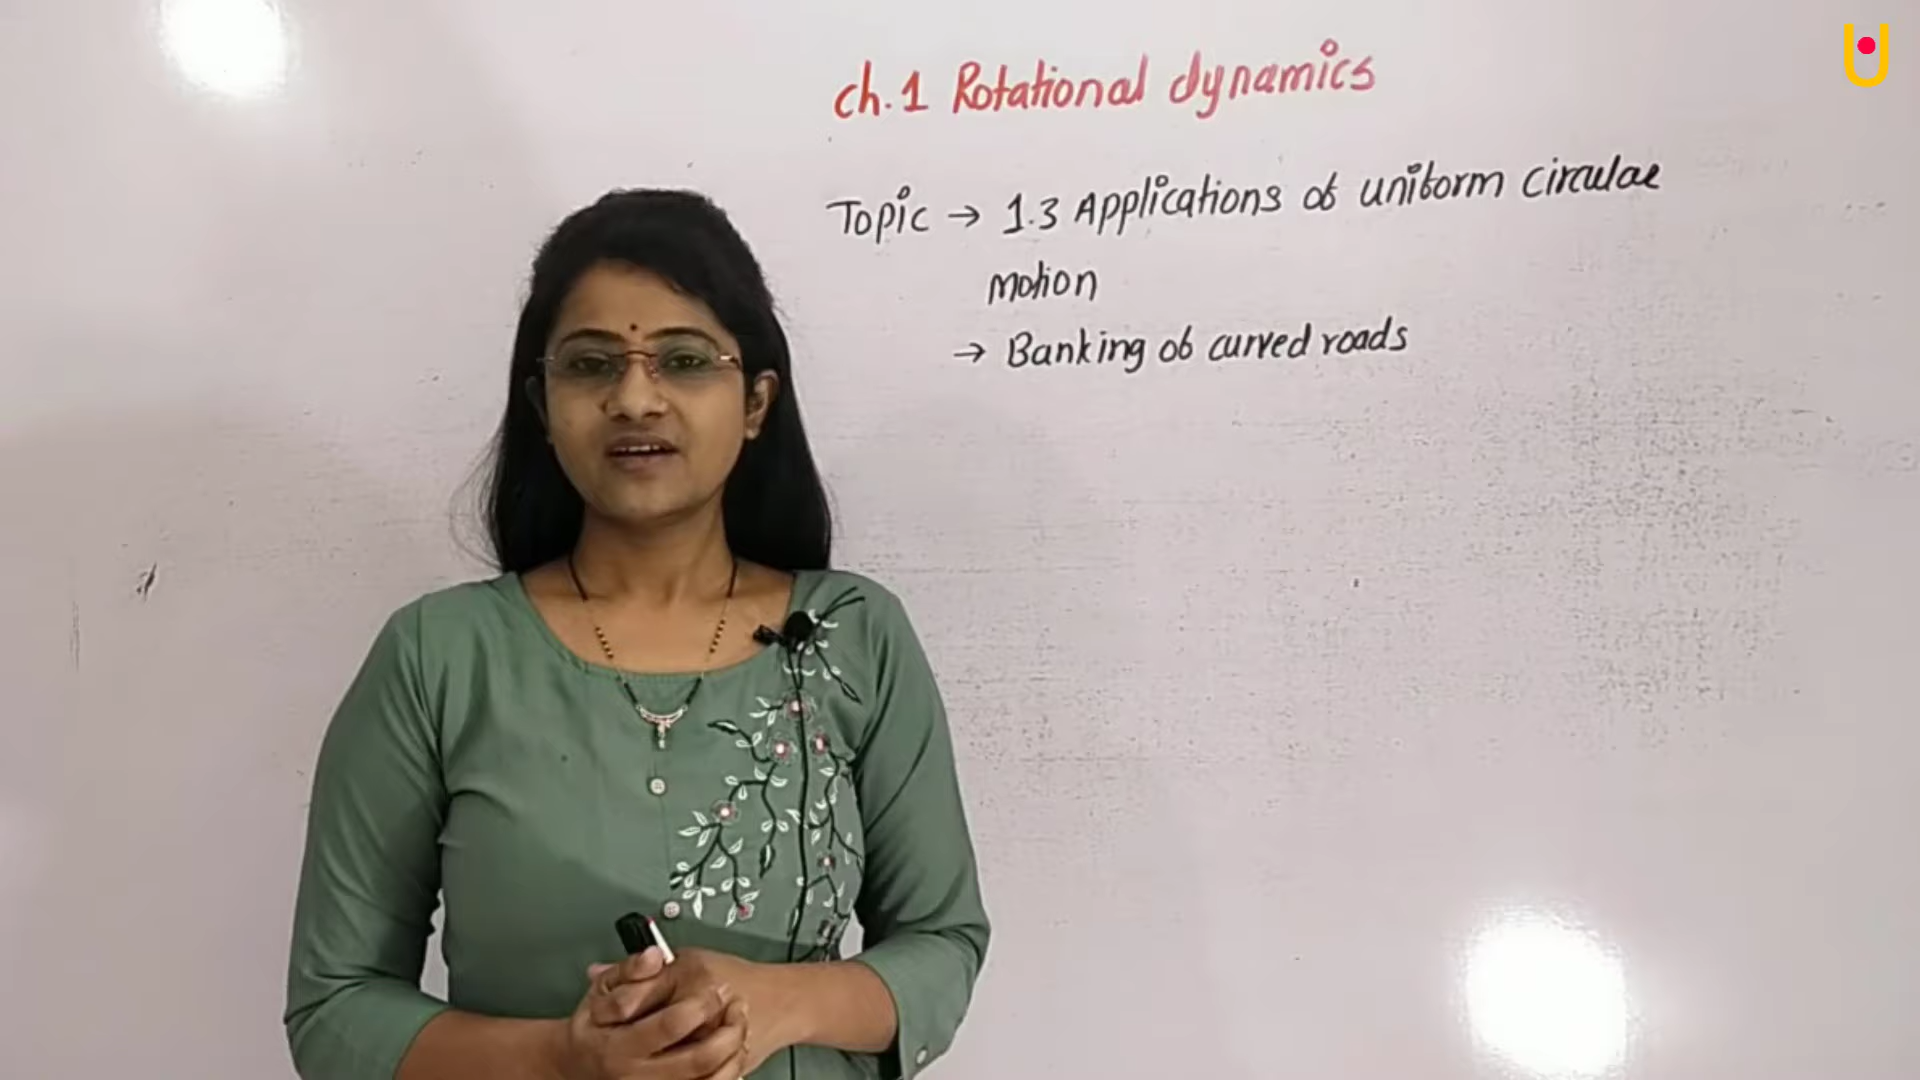 ch.1 Rotational dynamics
Topic → 1.3 Applications of uniform circular
motion
→ Banking of curved roads